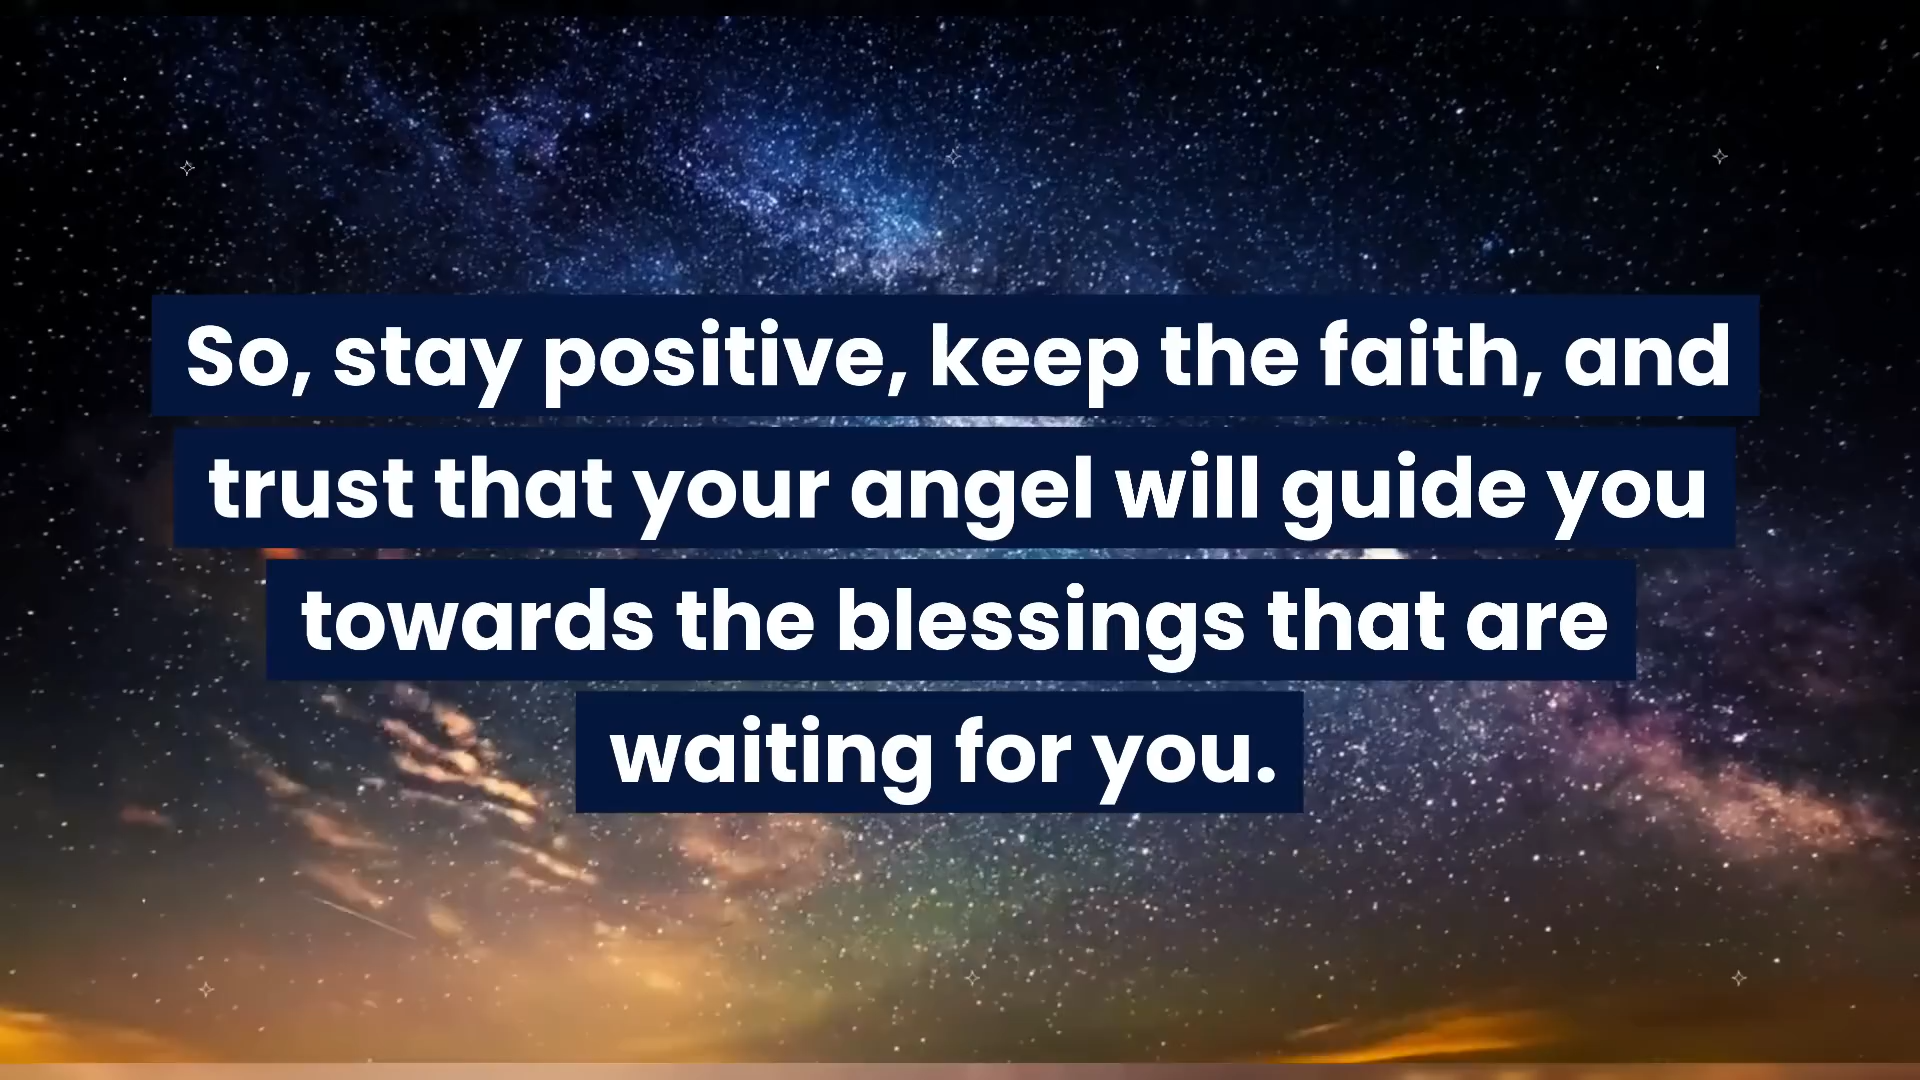 So, stay positive, keep the faith, and
trust that your angel will guide you
towards the blessings that are
waiting for you.